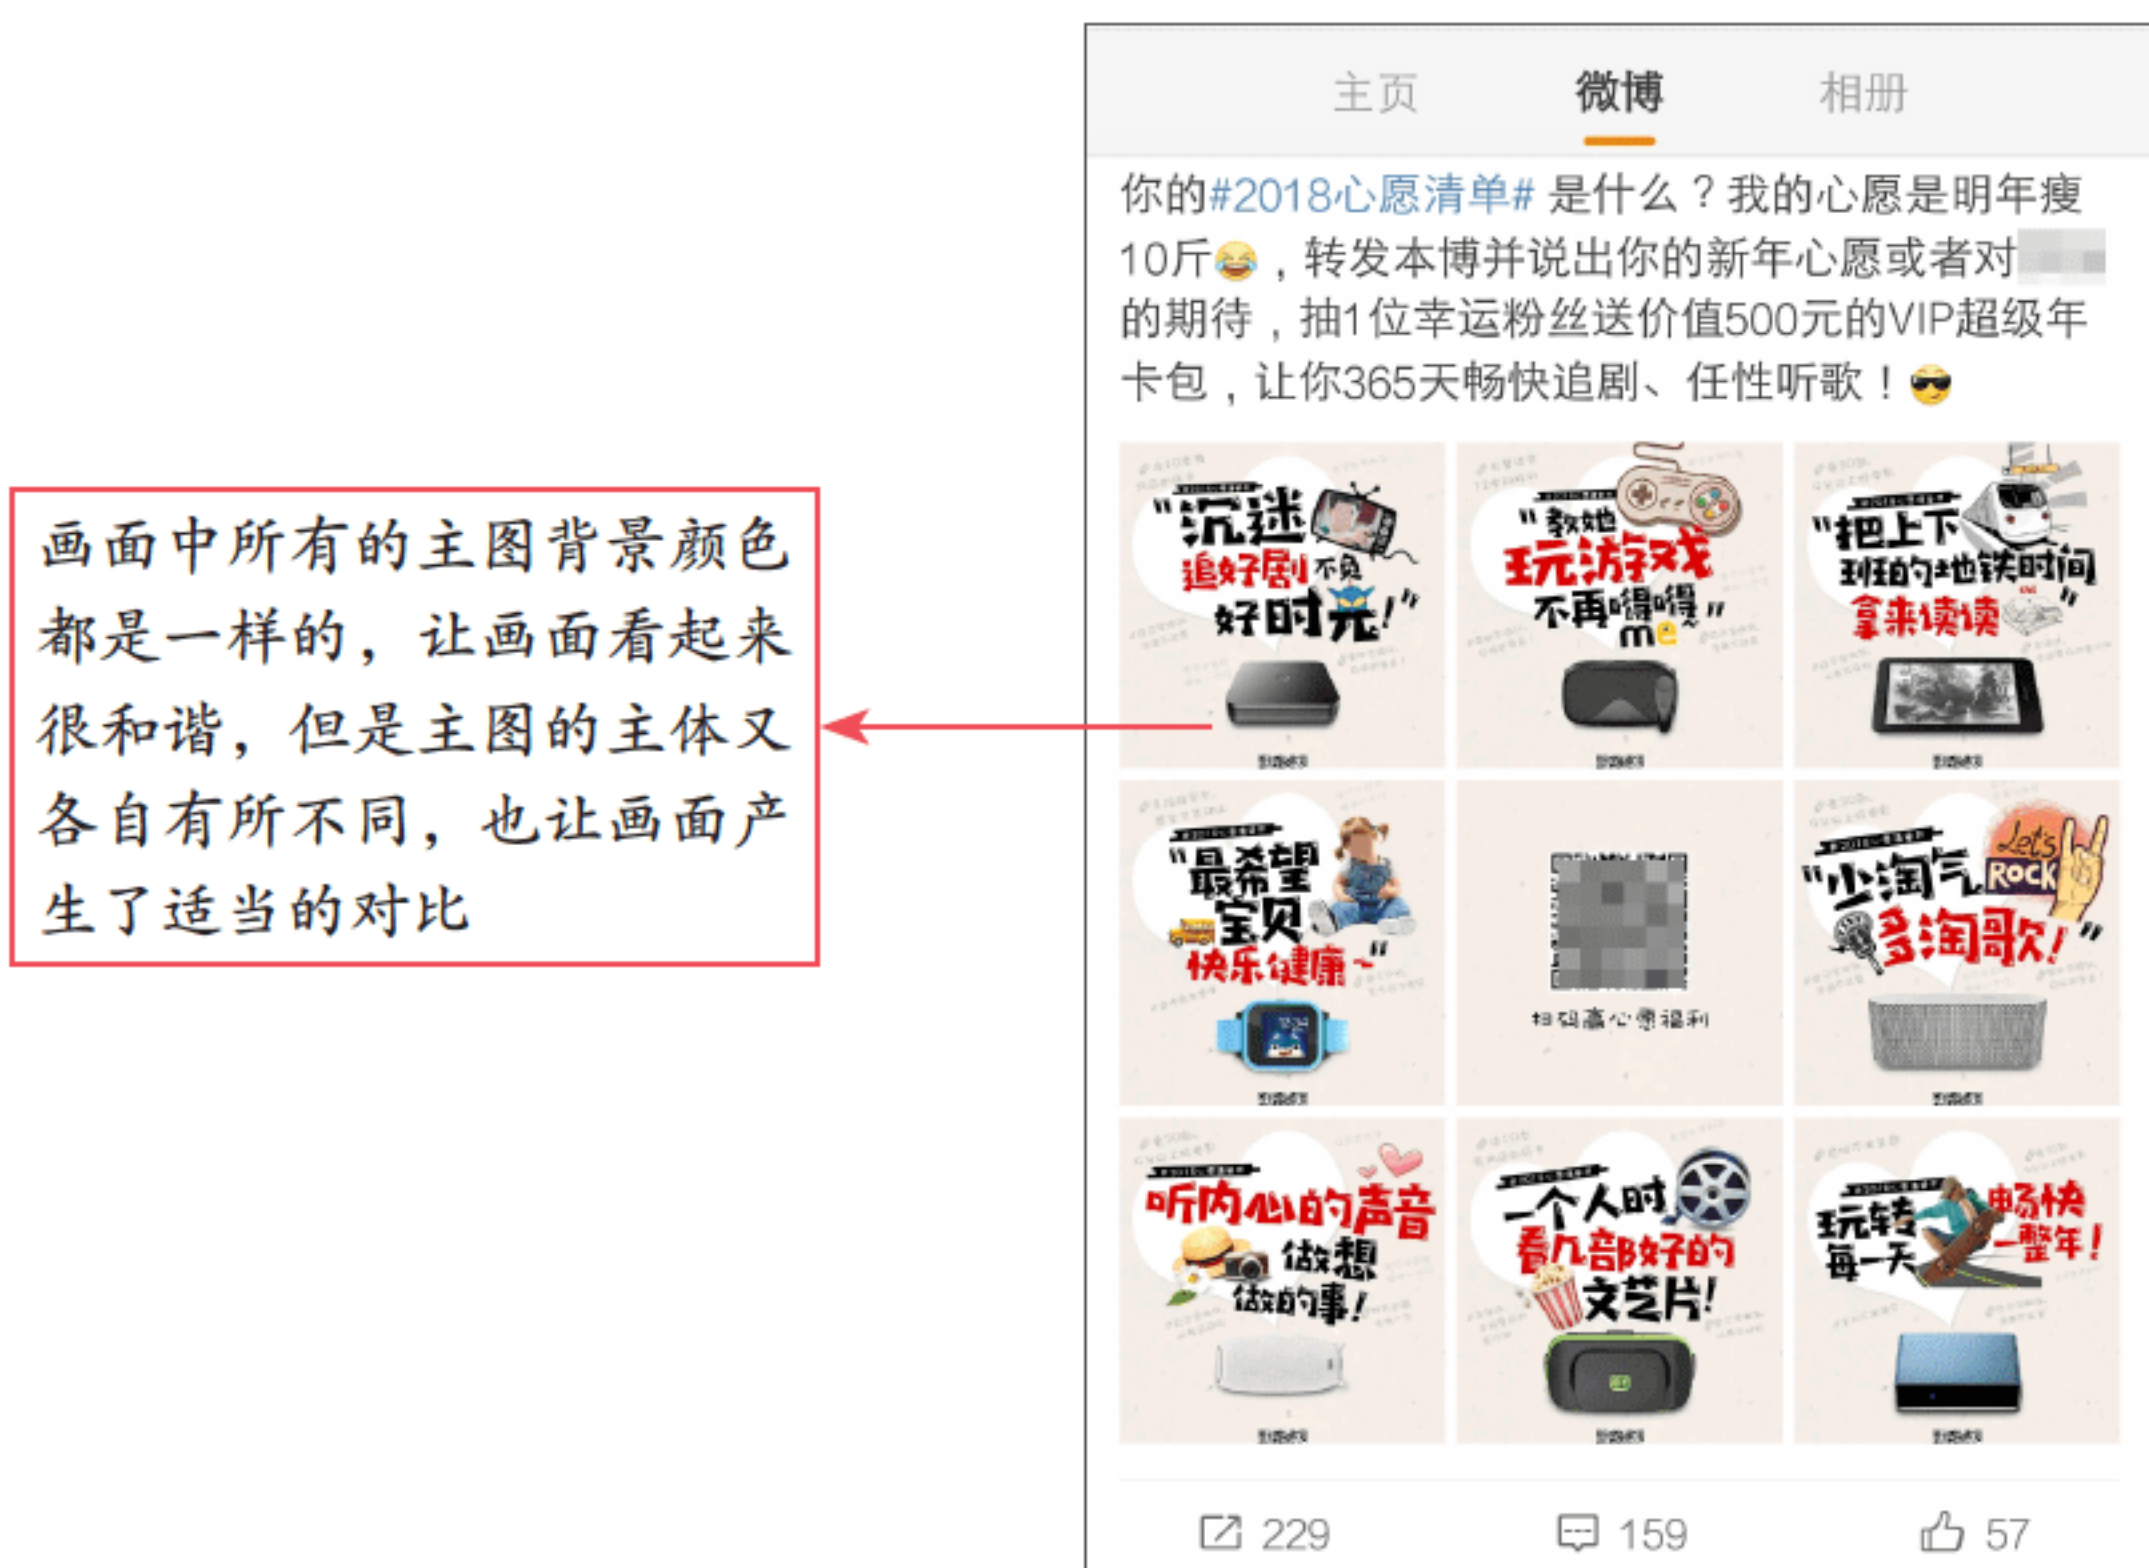 主页 微博 相册
你的#2018心愿清单# 是什么？我的心愿是明年瘦
10斤，转发本博并说出你的新年心愿或者对
的期待，抽1位幸运粉丝送价值500元的VIP超级年
卡包，让你365天畅快追剧、任性听歌！
画面中所有的主图背景颜色
都是一样的，让画面看起来
很和谐，但是主图的主体又
各自有所不同，也让画面产
生了适当的对比
“沉迷
追好剧不负
好时光！”
“教她
玩游戏
不再嘚嘚”
me
“把上下
班的地铁时间
拿来读读”
“最希望
宝贝
快乐健康~”
扫码赢心愿福利
Let's
ROCK
“少淘气
多淘歌！”
听内心的声音
做想
做的事！
一个人时
看几部好的
文艺片！
玩转
每一天
畅快
一整年！
229 159 57